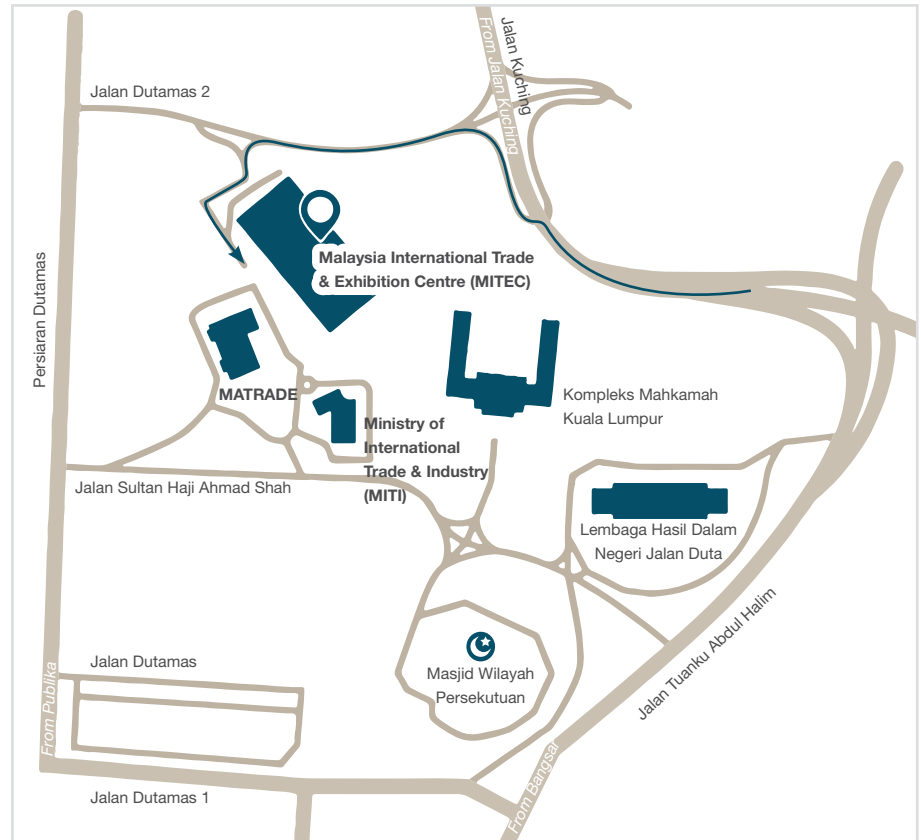 Jalan Kuching
From Jalan Kuching
Jalan Dutamas 2
Malaysia International Trade
& Exhibition Centre (MITEC)
Persiaran Dutamas
MATRADE
Kompleks Mahkamah
Kuala Lumpur
Ministry of
International
Trade & Industry
(MITI)
Jalan Sultan Haji Ahmad Shah
Lembaga Hasil Dalam
Negeri Jalan Duta
Jalan Tuanku Abdul Halim
Masjid Wilayah
Persekutuan
Jalan Dutamas
From Publika
From Bangsar
Jalan Dutamas 1